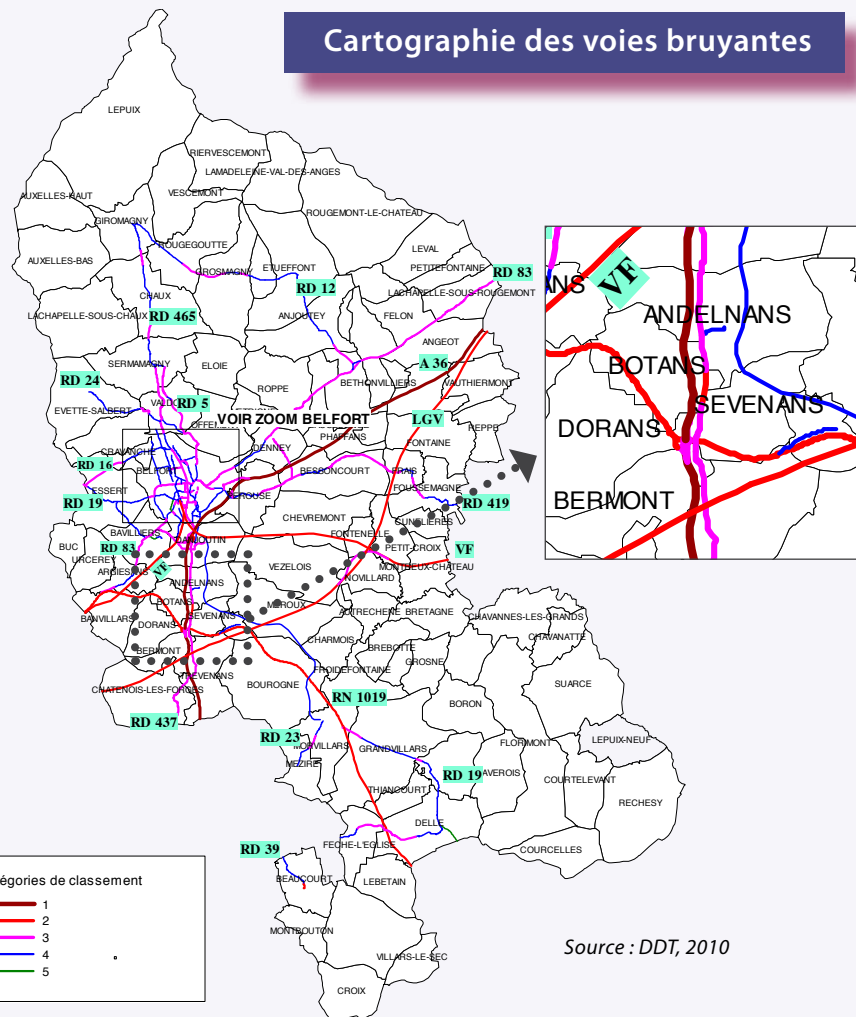 Cartographie des voies bruyantes
LEPUIX
RIERVESCEMONT
LAMADELEINE-VAL-DES-ANGES
AUXELLES-HAUT
VESCEMONT
ROUGEMONT-LE-CHATEAU
GIROMAGNY
ROUGEGOUTTE
LEVAL
AUXELLES-BAS
GROSMAGNY
ETUEFFONT
PETITEFONTAINE
RD 83
RD 12
LACHAPELLE-SOUS-ROUGEMONT
CHAUX
LACHAPELLE-SOUS-CHAUX
RD 465
ANJOUTEY
FELON
ANGEOT
SERMAMAGNY
ELOIE
A 36
RD 24
BETHONVILLIERS
VAUTHIERMONT
ROPPE
RD 5
EVETTE-SALBERT
LGV
VOIR ZOOM BELFORT
REPPE
PHAFFANS
FONTAINE
DENNEY
CRAVANCHE
RD 16
BELFORT
BESSONCOURT
FRAIS
ESSERT
PEROUSE
FOUSSEMAGNE
RD 19
RD 419
CHEVREMONT
CUNELIERES
BAVILLIERS
DANJOUTIN
FONTENELLE
BUC
RD 83
PETIT-CROIX
VF
URCEREY
VEZELOIS
MONTREUX-CHATEAU
ARGIESANS
VF
NOVILLARD
ANDELNANS
BOTANS
MEROUX
AUTRECHENE
BRETAGNE
BANVILLARS
SEVENANS
CHAVANNES-LES-GRANDS
DORANS
CHARMOIS
CHAVANATTE
BREBOTTE
BERMONT
GROSNE
FROIDEFONTAINE
TREVENANS
BOUROGNE
SUARCE
CHATENOIS-LES-FORGES
RN 1019
BORON
RD 437
RD 23
MORVILLARS
GRANDVILLARS
FLORIMONT
LEPUIX-NEUF
MEZIRE
RD 19
FAVEROIS
COURTELEVANT
THIANCOURT
RECHESY
DELLE
FECHE-L'EGLISE
COURCELLES
RD 39
BEAUCOURT
LEBETAIN
MONTBOUTON
VILLARS-LE-SEC
CROIX
ANS
VF
ANDELNANS
BOTANS
SEVENANS
DORANS
BERMONT
égories de classement
1
2
3
4
5
Source : DDT, 2010